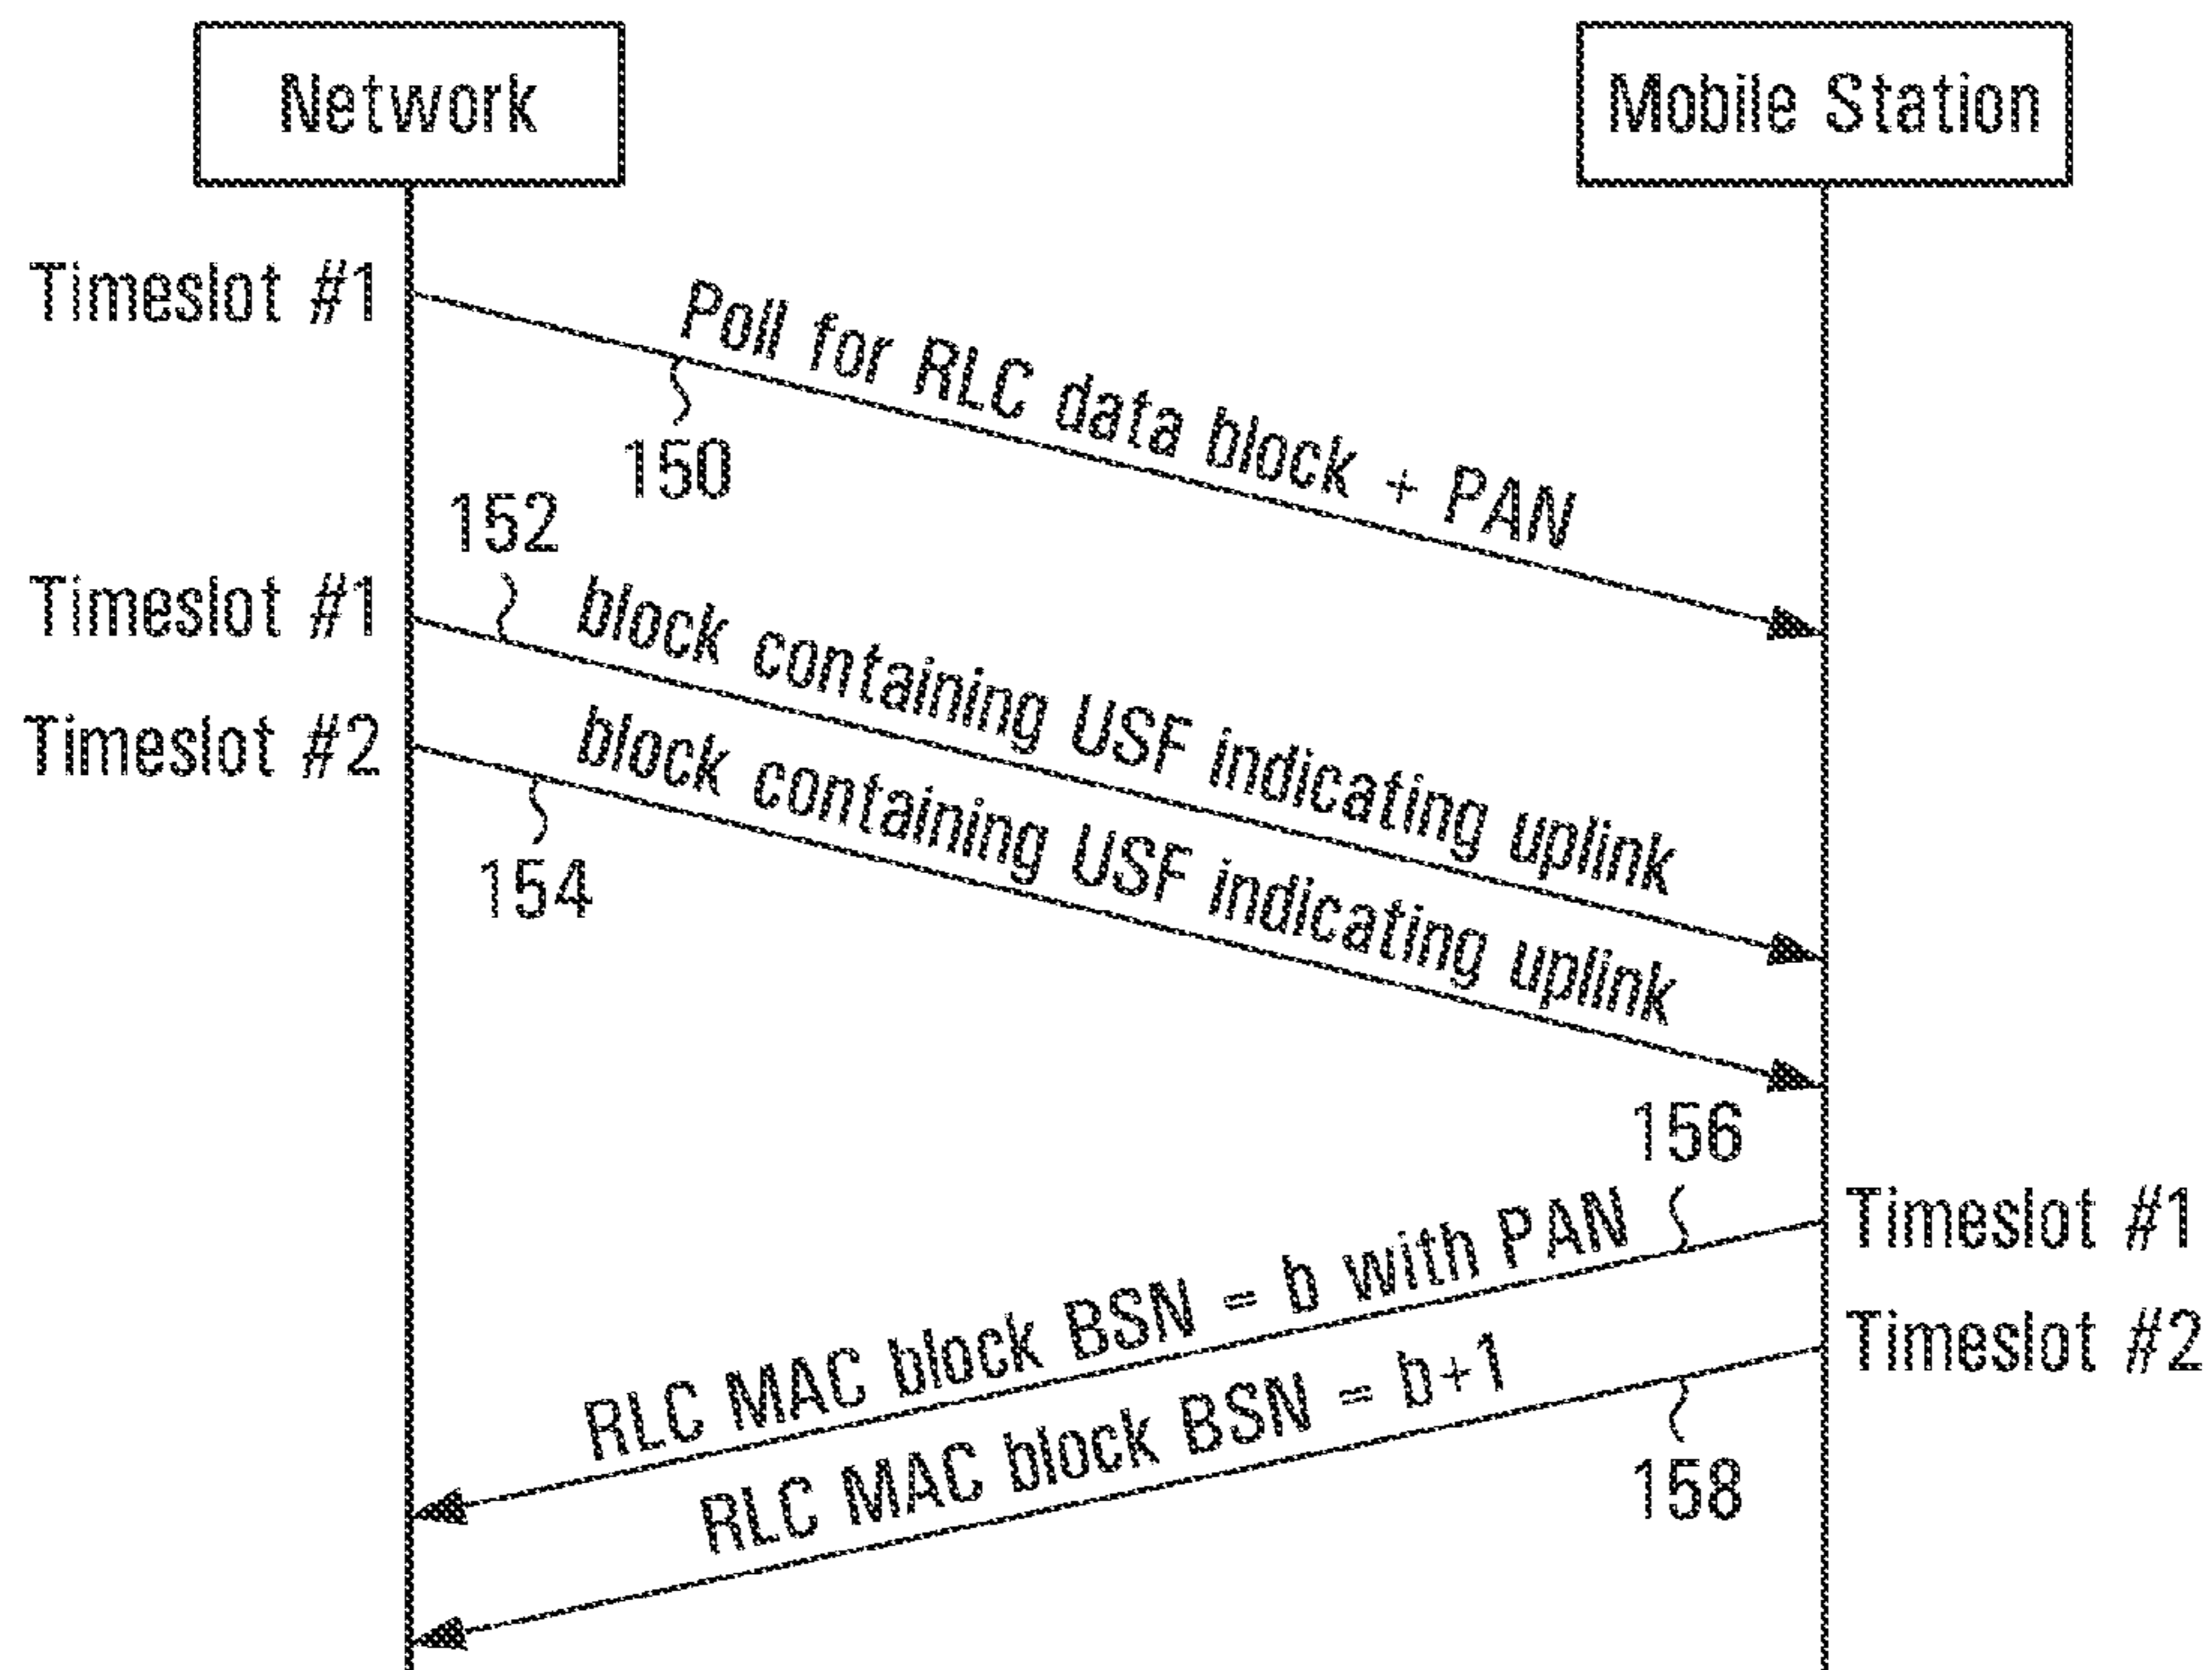 Network
Mobile Station
Timeslot #1
Poll for RLC data block + PAN
150
152
Timeslot #1
block containing USF indicating uplink
Timeslot #2
block containing USF indicating uplink
154
156
Timeslot #1
RLC MAC block BSN = b with PAN
Timeslot #2
RLC MAC block BSN = b+1
158